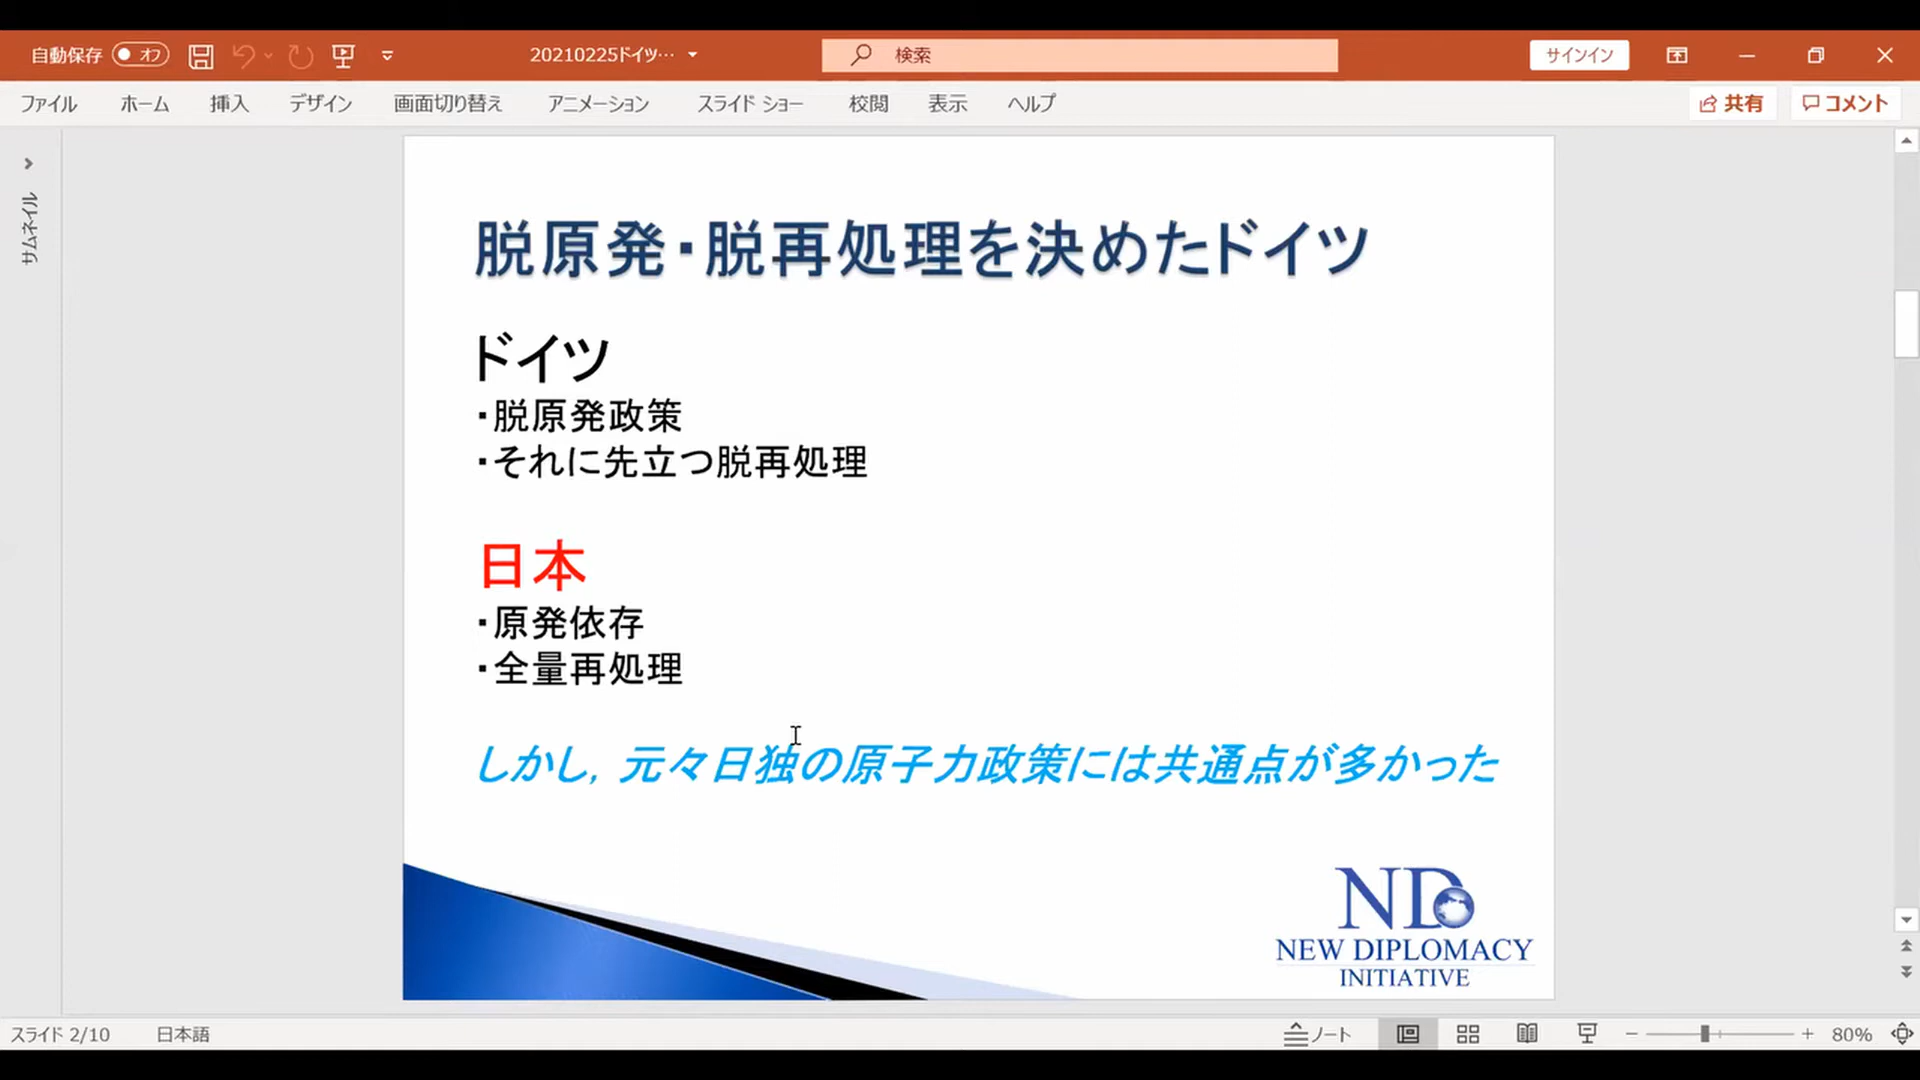 自動保存 オフ
20210225ドイツ…
検索
サインイン
ファイル ホーム 挿入 デザイン 画面切り替え アニメーション スライド ショー 校閲 表示 ヘルプ 共有 コメント
サムネイル
脱原発・脱再処理を決めたドイツ
ドイツ
・脱原発政策
・それに先立つ脱再処理
日本
・原発依存
・全量再処理
しかし, 元々日独の原子力政策には共通点が多かった
ND
NEW DIPLOMACY
INITIATIVE
スライド 2/10 日本語 ノート 80%